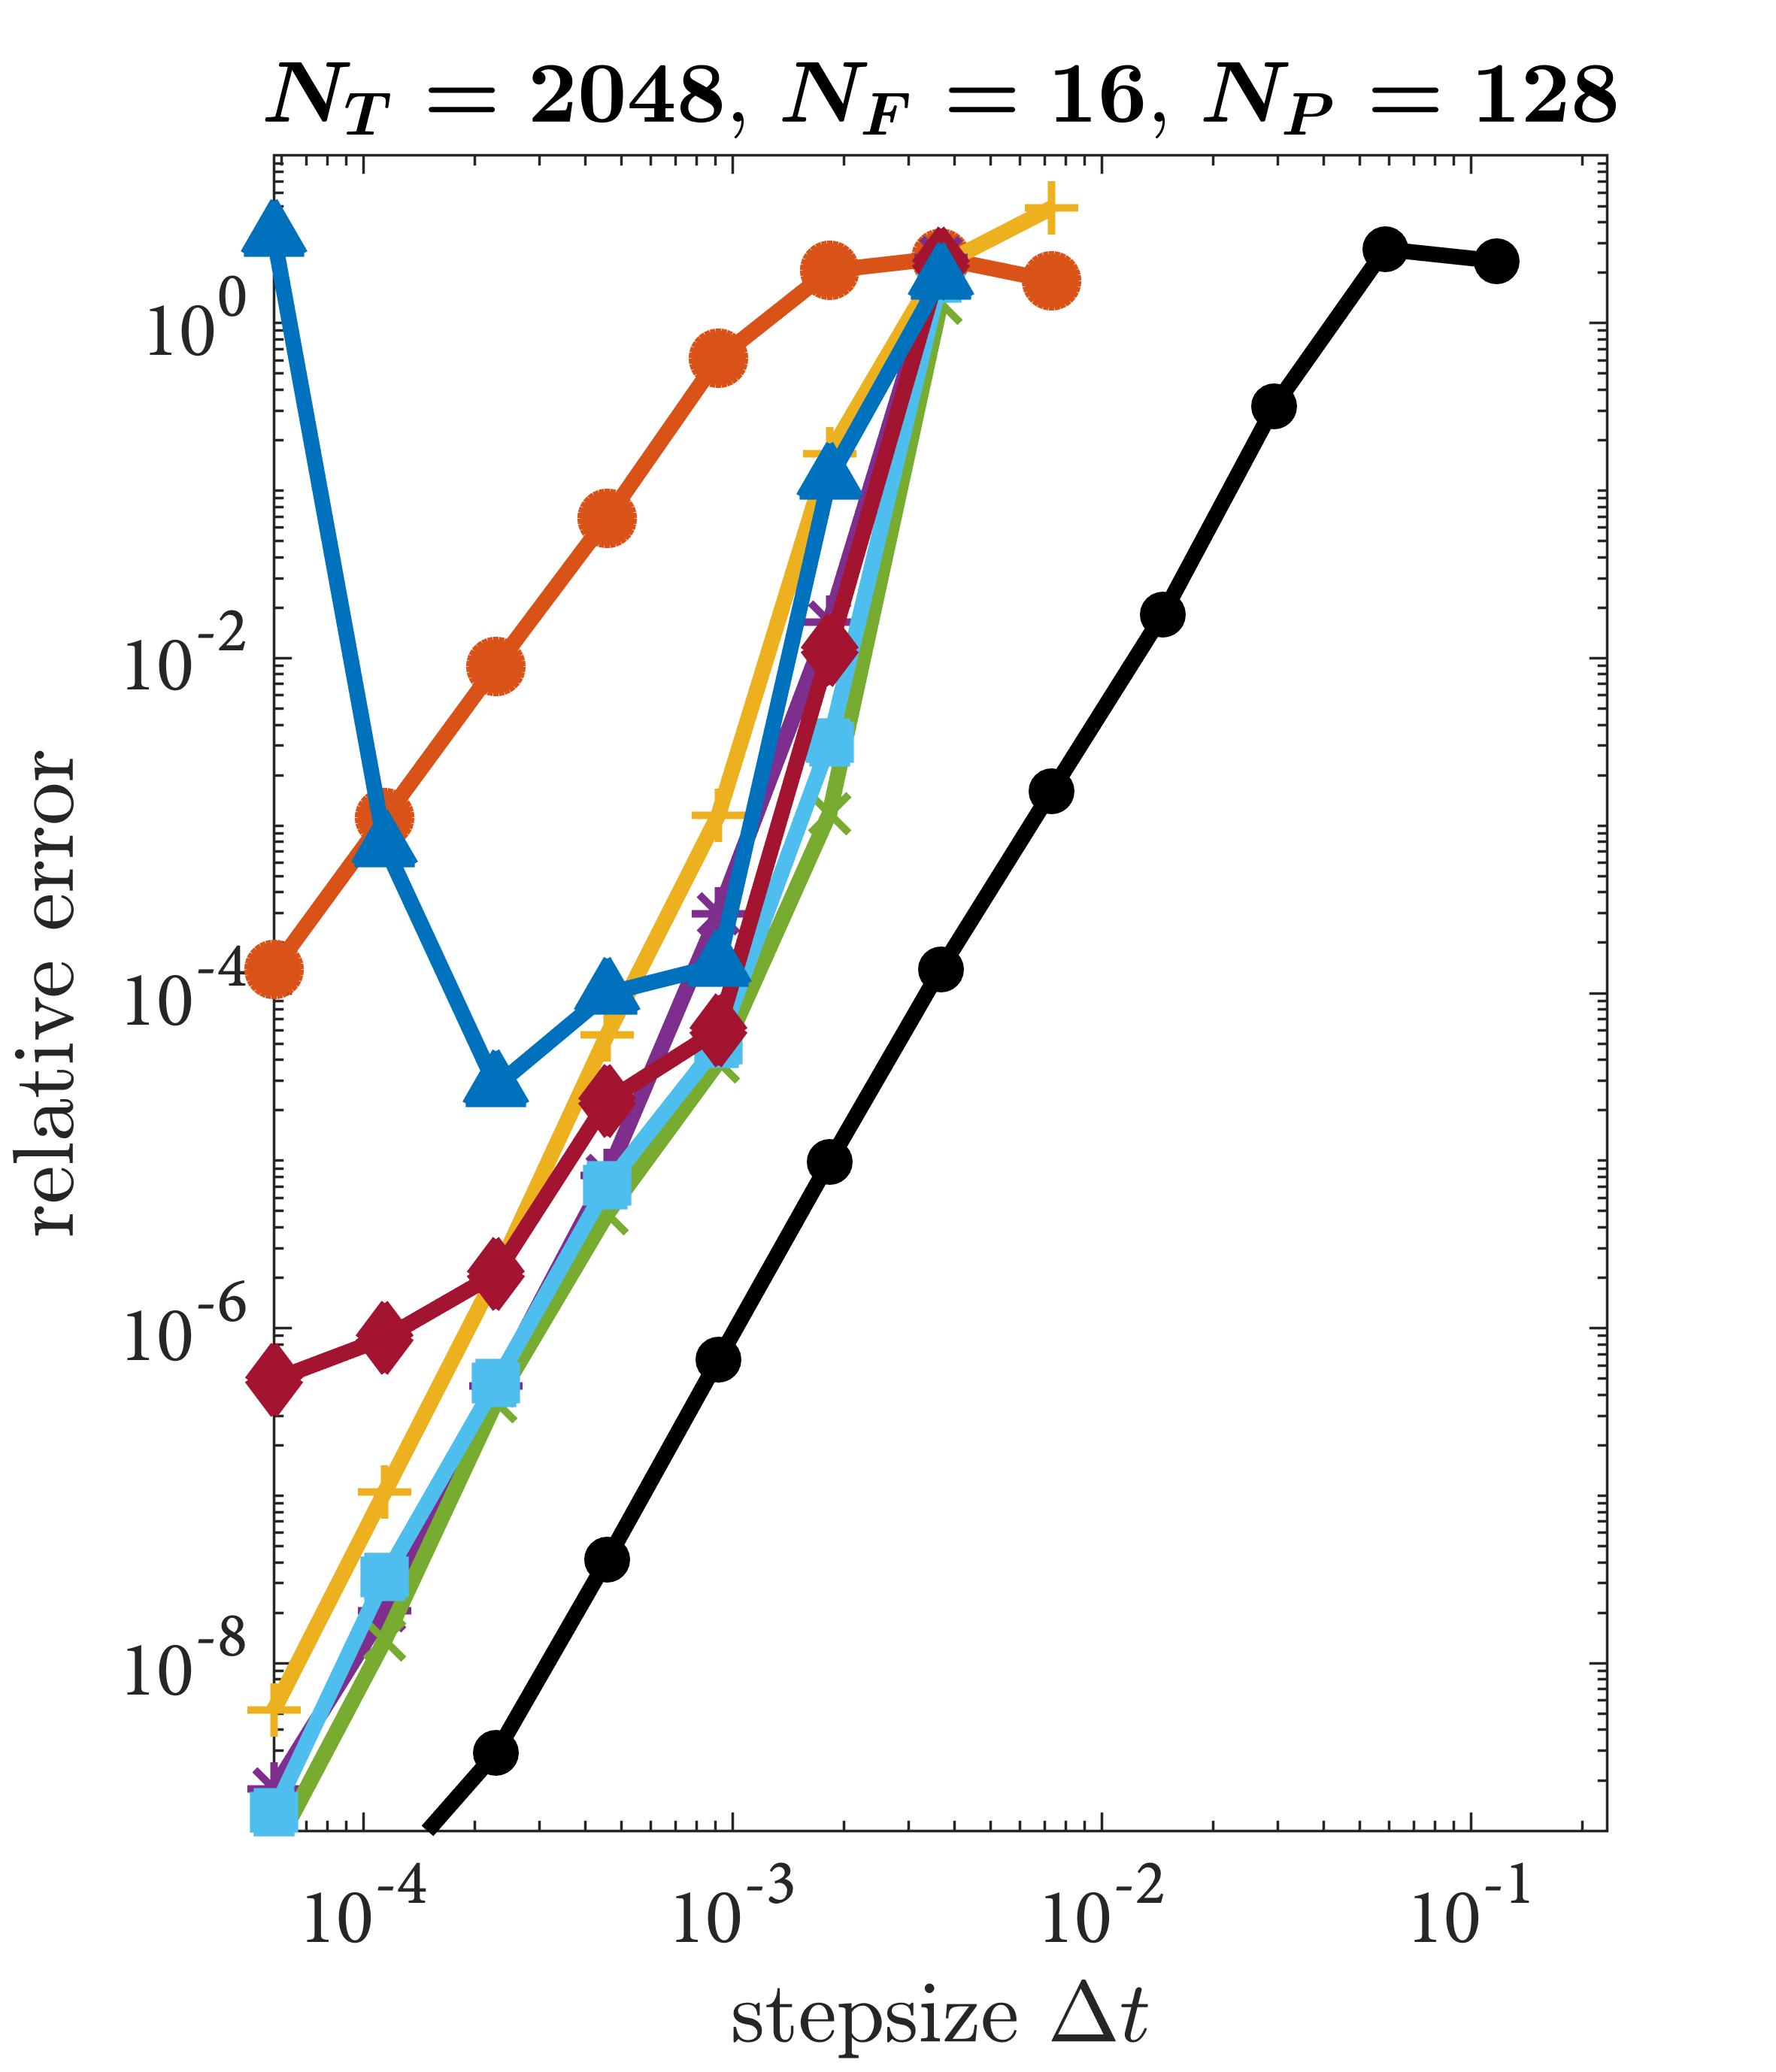 N_T = 2048, N_F = 16, N_P = 128
10^0
10^-2
10^-4
10^-6
10^-8
relative error
10^-4 10^-3 10^-2 10^-1
stepsize Δt